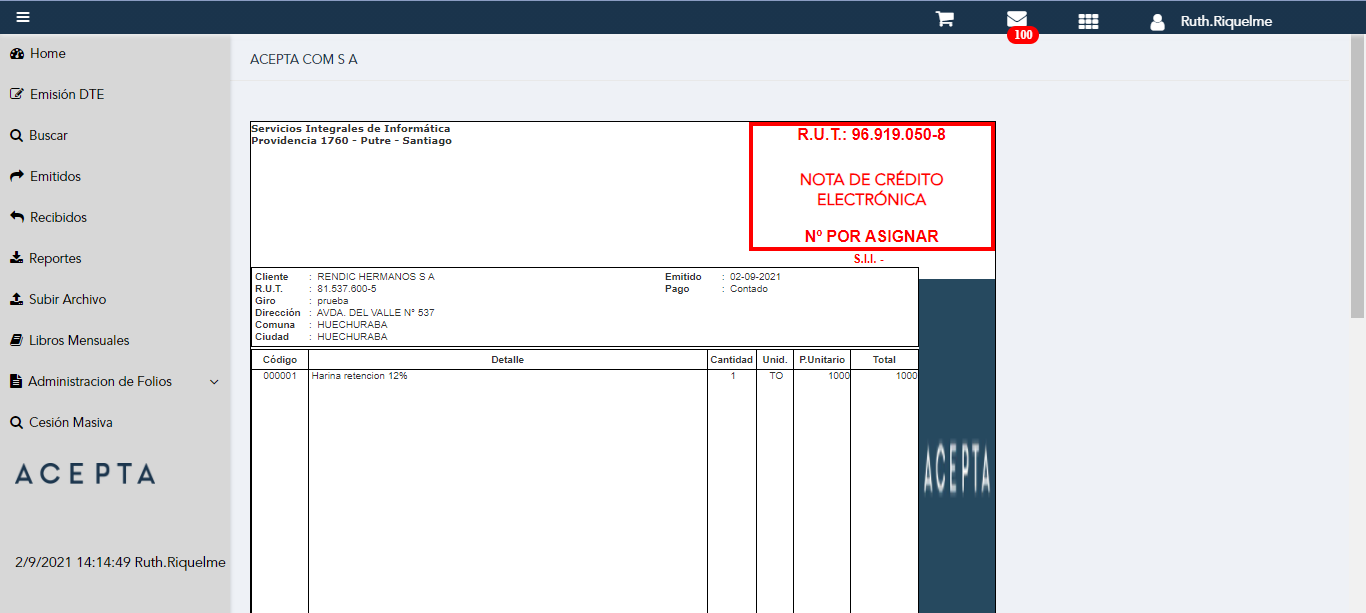 Ruth.Riquelme
100
Home
Emisión DTE
Buscar
Emitidos
Recibidos
Reportes
Subir Archivo
Libros Mensuales
Administracion de Folios
Cesión Masiva
ACEPTA
2/9/2021 14:14:49 Ruth.Riquelme
ACEPTA COM S A
Servicios Integrales de Informática
Providencia 1760 - Putre - Santiago
R.U.T.: 96.919.050-8
NOTA DE CRÉDITO
ELECTRÓNICA
Nº POR ASIGNAR
S.I.I. -
Cliente : RENDIC HERMANOS S A Emitido : 02-09-2021
R.U.T. : 81.537.600-5 Pago : Contado
Giro : prueba
Dirección : AVDA. DEL VALLE N° 537
Comuna : HUECHURABA
Ciudad : HUECHURABA
Código Detalle Cantidad Unid. P.Unitario Total
000001 Harina retencion 12% 1 TO 1000 1000
ACEPTA